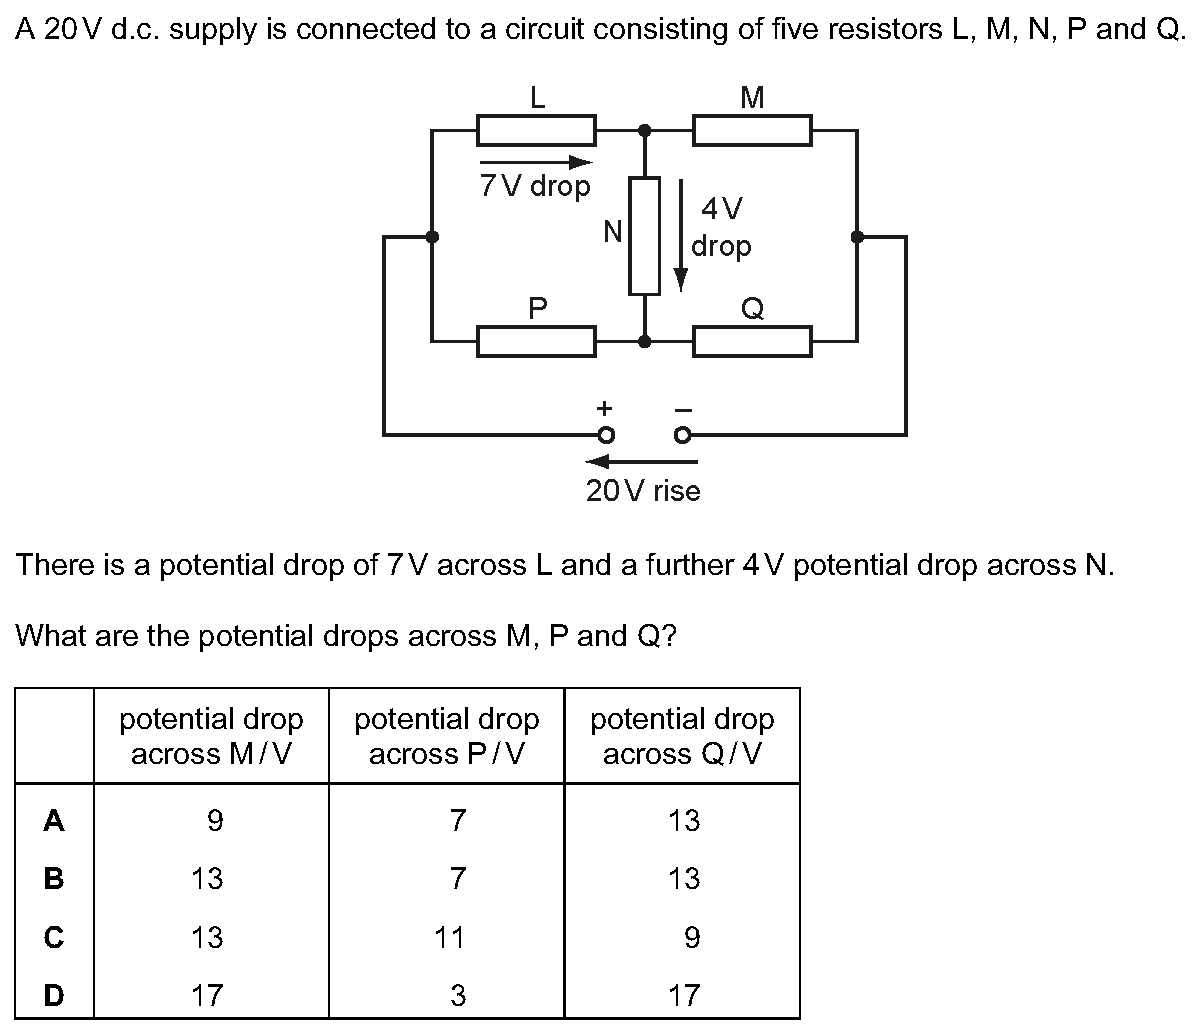 A 20 V d.c. supply is connected to a circuit consisting of five resistors L, M, N, P and Q.
L M
7 V drop
4 V
N drop
P Q
+ –
20 V rise
There is a potential drop of 7 V across L and a further 4 V potential drop across N.
What are the potential drops across M, P and Q?
potential drop potential drop potential drop
across M / V across P / V across Q / V
A 9 7 13
B 13 7 13
C 13 11 9
D 17 3 17